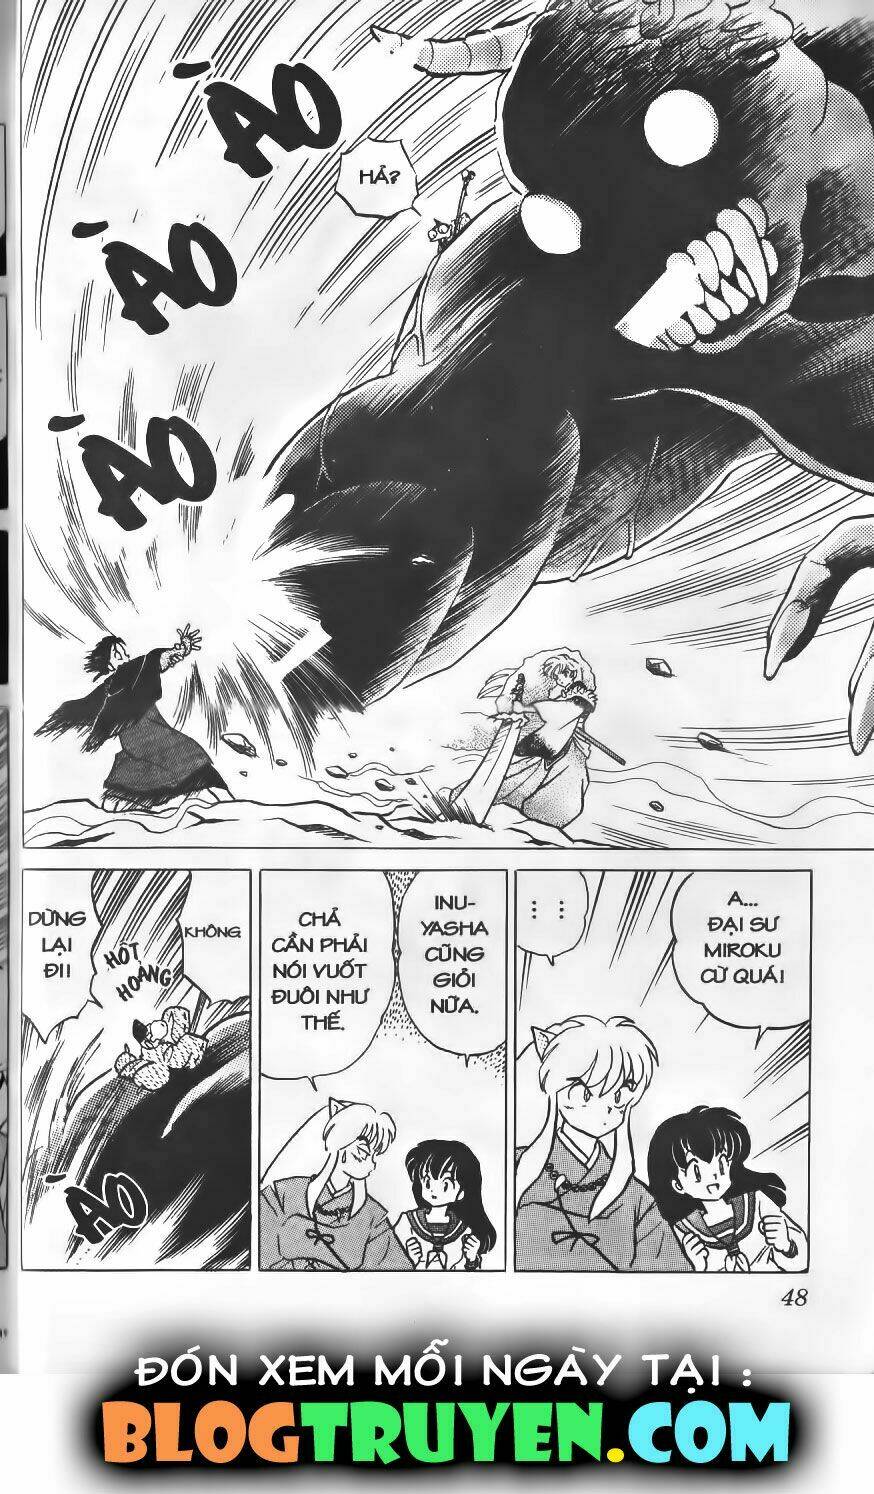 ÀO
HẢ?
ÀO
ÀO
A...
ĐẠI SƯ
MIROKU
CỪ QUÁ!
...
...
INU-
YASHA
CŨNG
GIỎI
NỮA.
CHẢ
CẦN PHẢI
NÓI VUỐT
ĐUÔI NHƯ
THẾ.
KHÔNG
HỐT
HOẢNG
DỪNG
LẠI
ĐI!
ÀO
48
ĐÓN XEM MỖI NGÀY TẠI :
BLOGTRUYEN.COM